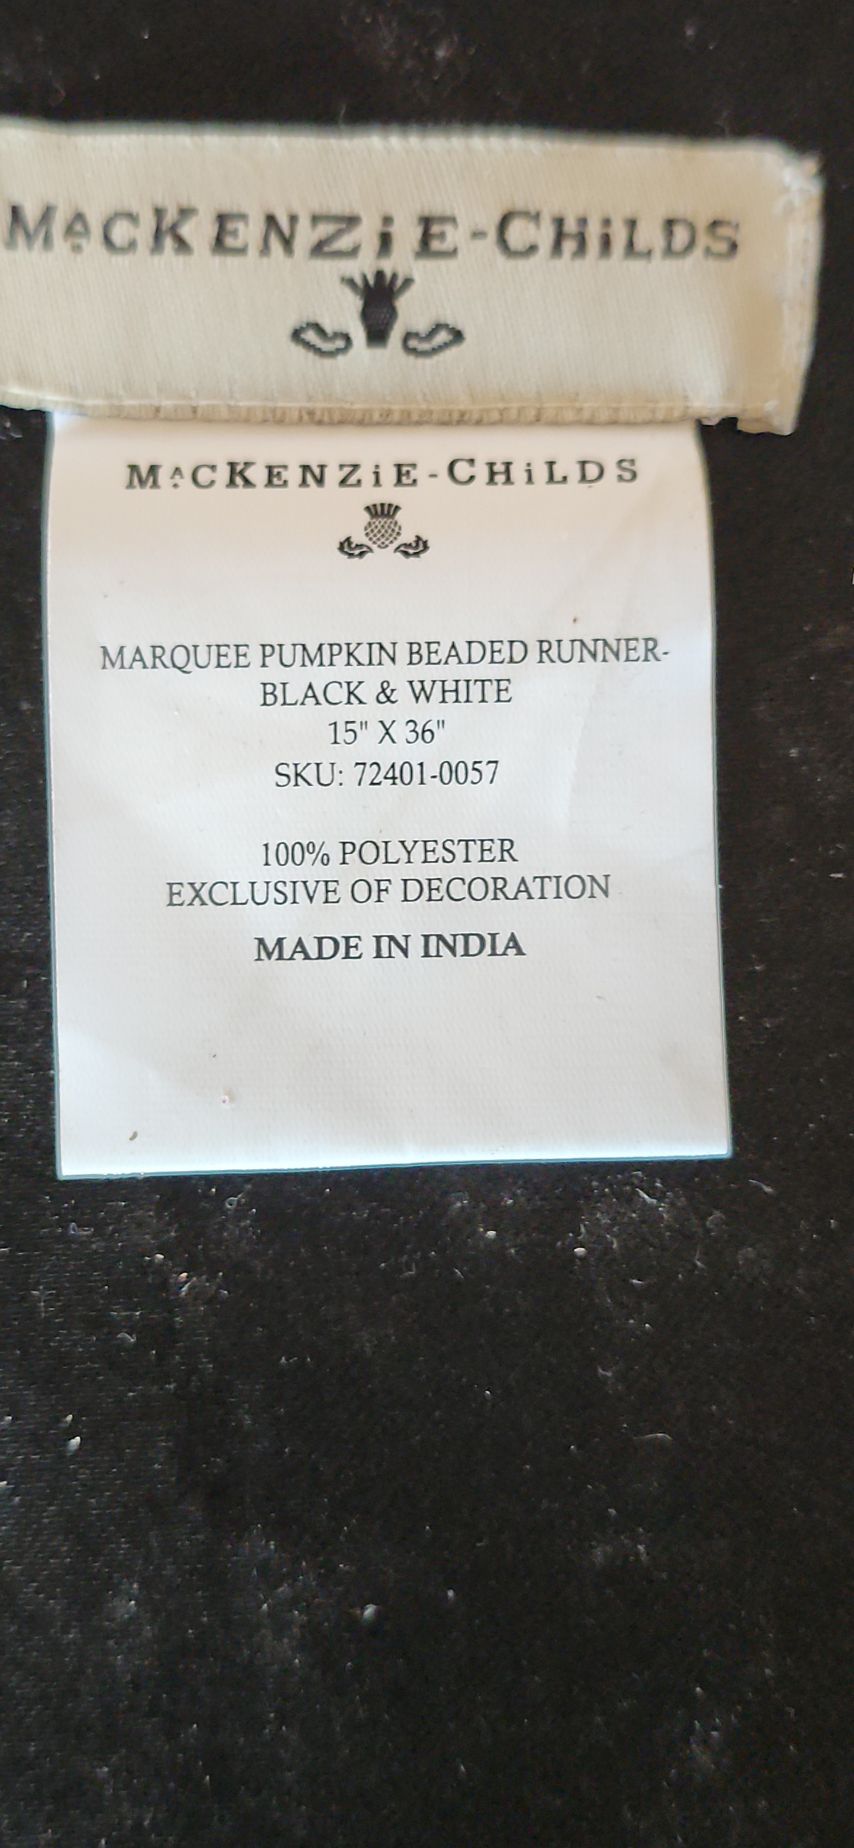 MACKENZiE-CHiLDS
MACKENZiE-CHiLDS
MARQUEE PUMPKIN BEADED RUNNER-
BLACK & WHITE
15" X 36"
SKU: 72401-0057
100% POLYESTER
EXCLUSIVE OF DECORATION
MADE IN INDIA